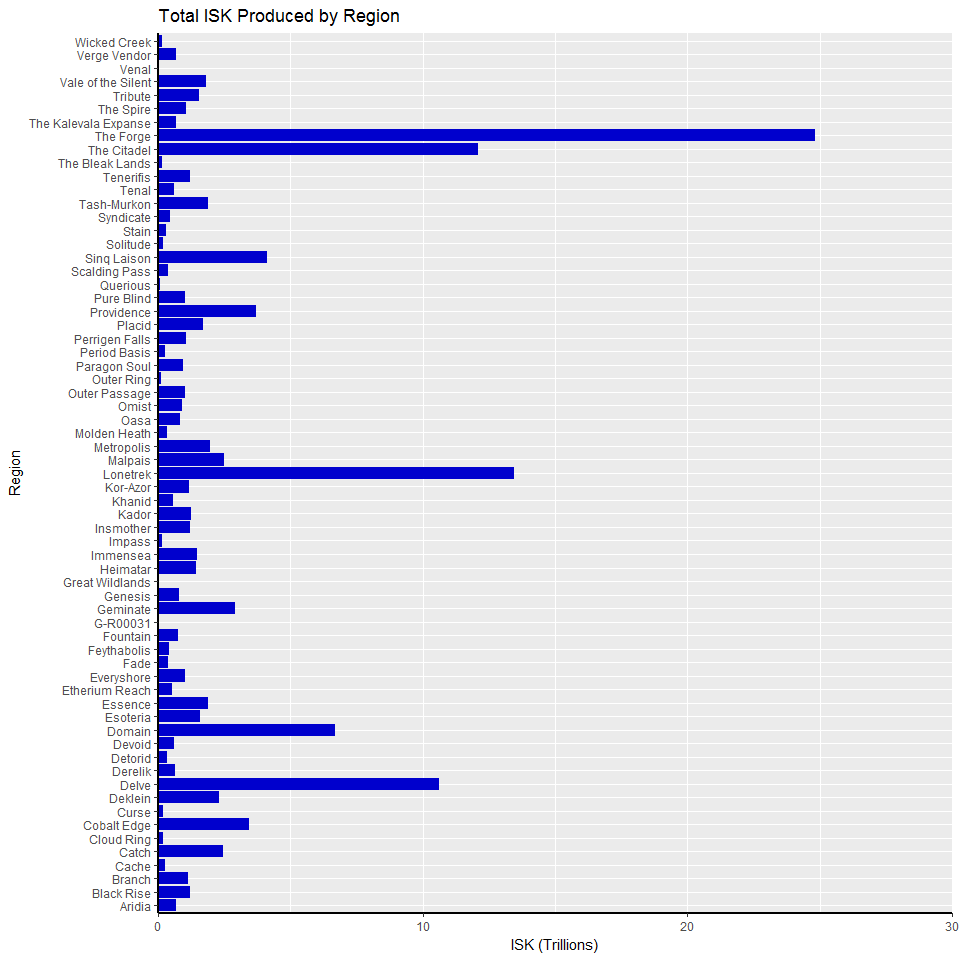 Total ISK Produced by Region
Wicked Creek
Verge Vendor
Venal
Vale of the Silent
Tribute
The Spire
The Kalevala Expanse
The Forge
The Citadel
The Bleak Lands
Tenerifis
Tenal
Tash-Murkon
Syndicate
Stain
Solitude
Sinq Laison
Scalding Pass
Querious
Pure Blind
Providence
Placid
Perrigen Falls
Period Basis
Paragon Soul
Outer Ring
Outer Passage
Omist
Oasa
Molden Heath
Metropolis
Malpais
Lonetrek
Kor-Azor
Khanid
Kador
Insmother
Impass
Immensea
Heimatar
Great Wildlands
Genesis
Geminate
G-R00031
Fountain
Feythabolis
Fade
Everyshore
Etherium Reach
Essence
Esoteria
Domain
Devoid
Detorid
Derelik
Delve
Deklein
Curse
Cobalt Edge
Cloud Ring
Catch
Cache
Branch
Black Rise
Aridia
Region
0 10 20 30
ISK (Trillions)